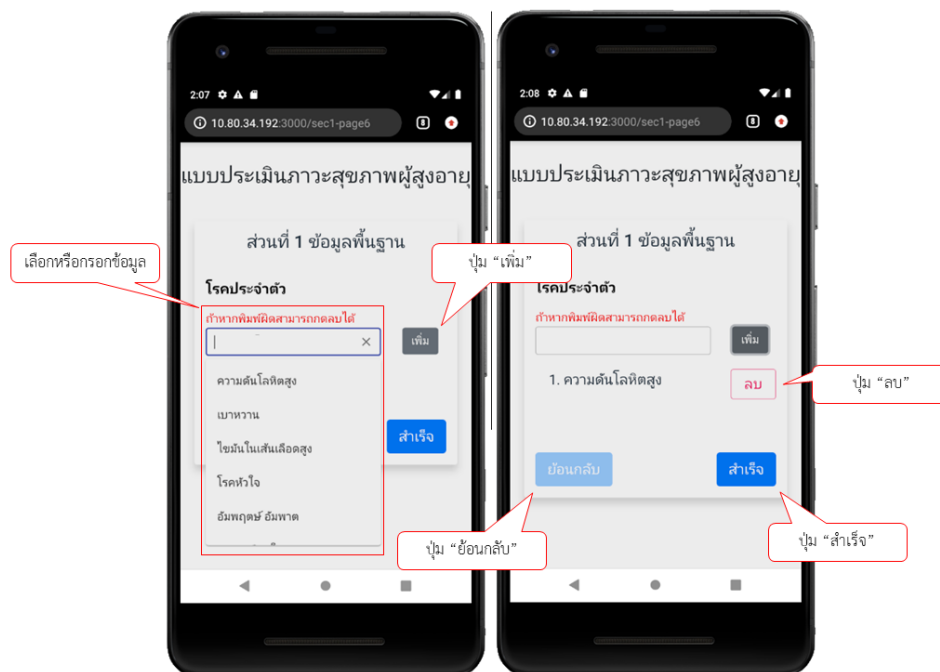 2:07
10.80.34.192:3000/sec1-page6
8
แบบประเมินภาวะสุขภาพผู้สูงอายุ
ส่วนที่ 1 ข้อมูลพื้นฐาน
เลือกหรือกรอกข้อมูล
ปุ่ม “เพิ่ม”
โรคประจำตัว
ถ้าหากพิมพ์ผิดสามารถกดลบได้
เพิ่ม
ความดันโลหิตสูง
เบาหวาน
ไขมันในเส้นเลือดสูง
โรคหัวใจ
อัมพฤตษ์ อัมพาต
สำเร็จ
2:08
10.80.34.192:3000/sec1-page6
8
แบบประเมินภาวะสุขภาพผู้สูงอายุ
ส่วนที่ 1 ข้อมูลพื้นฐาน
โรคประจำตัว
ถ้าหากพิมพ์ผิดสามารถกดลบได้
เพิ่ม
1. ความดันโลหิตสูง
ลบ
ปุ่ม “ลบ”
ย้อนกลับ
สำเร็จ
ปุ่ม “ย้อนกลับ”
ปุ่ม “สำเร็จ”